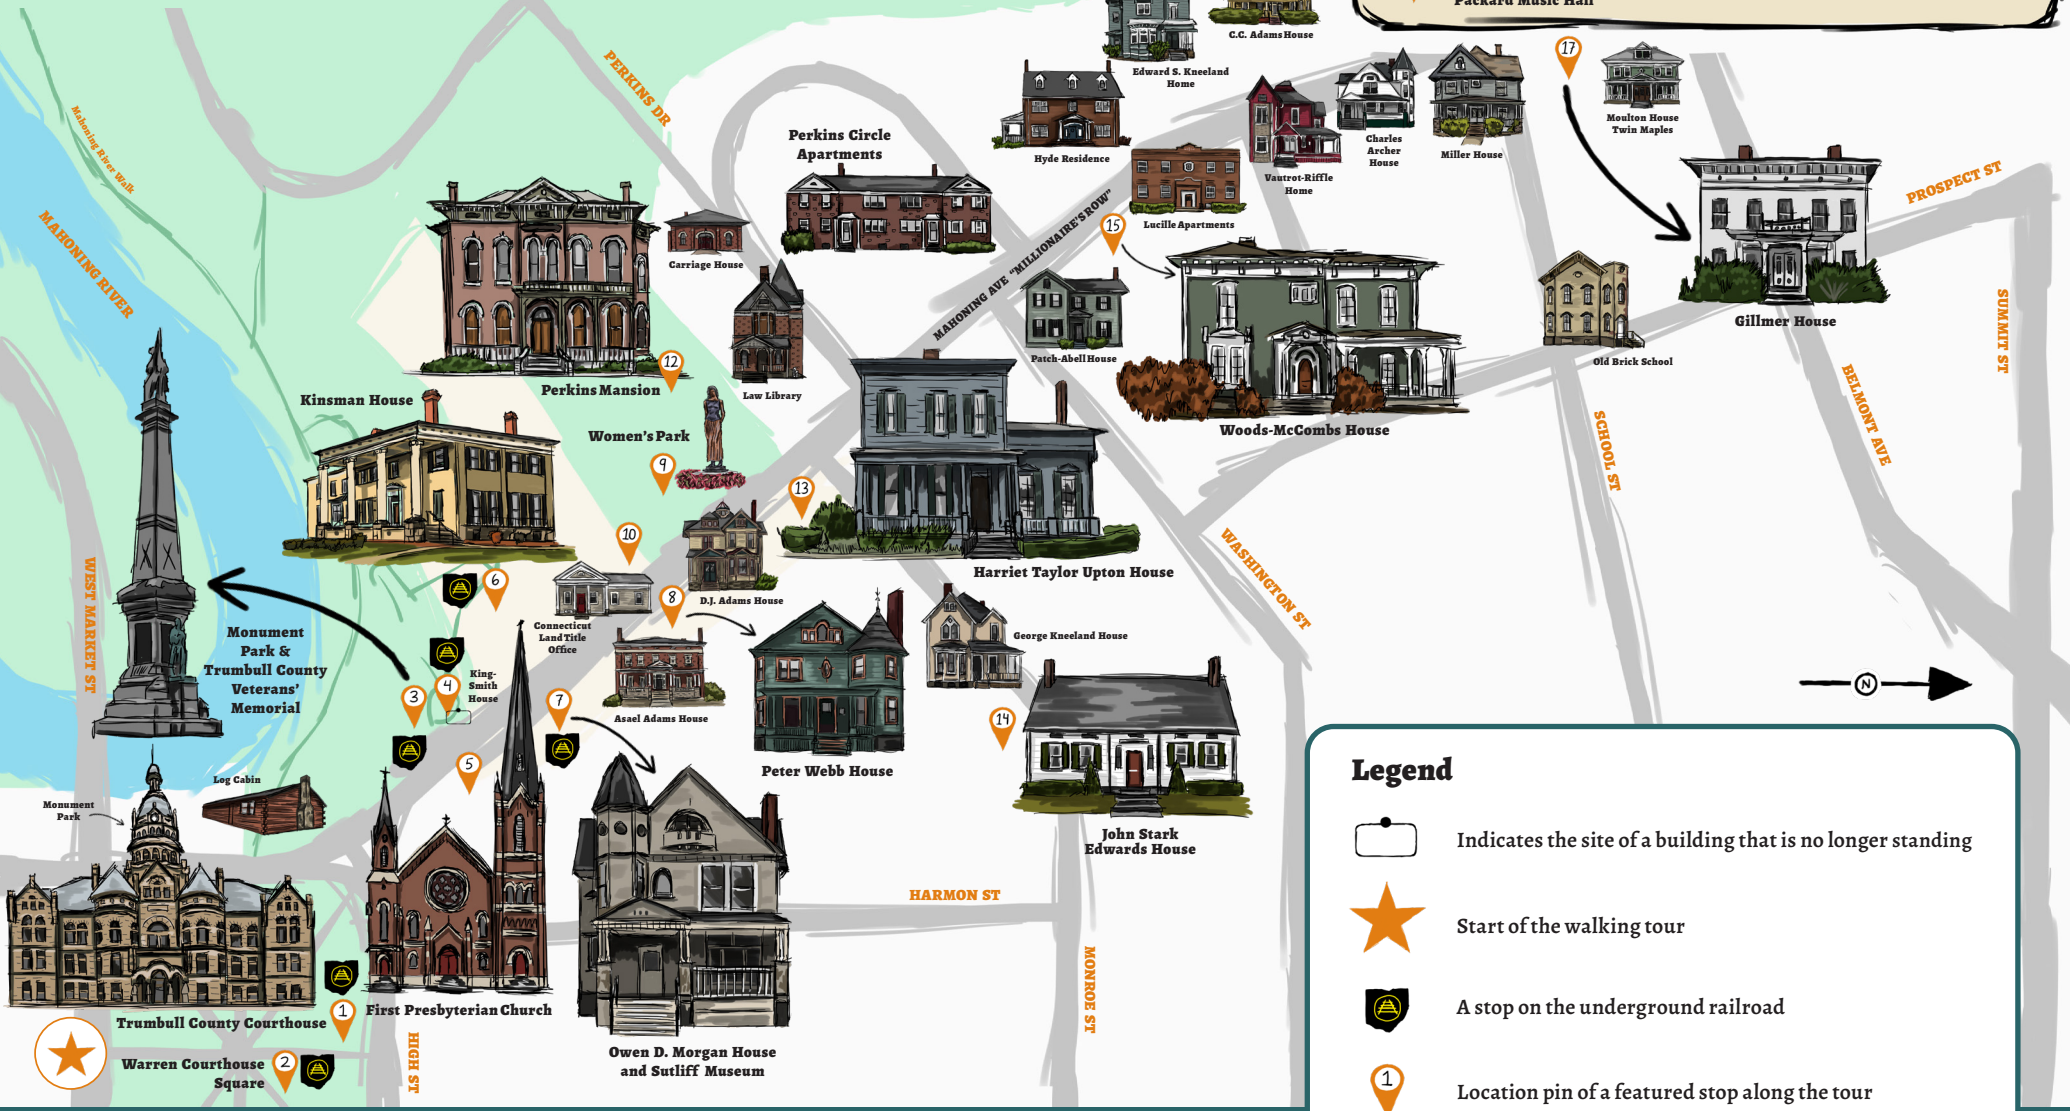 Packard Music Hall
C.C. Adams House
Edward S. Kneeland
Home
17
Moulton House
Twin Maples
Hyde Residence
Charles
Archer
House
Miller House
Vautrot-Riffle
Home
Lucille Apartments
PERKINS DR
Mahoning River Walk
MAHONING RIVER
Perkins Circle
Apartments
Carriage House
MAHONING AVE "MILLIONAIRE'S ROW"
15
PROSPECT ST
Gillmer House
SUMMIT ST
Old Brick School
BELMONT AVE
SCHOOL ST
Patch-Abell House
Woods-McCombs House
12
Perkins Mansion
Law Library
Kinsman House
Women's Park
9
13
10
Harriet Taylor Upton House
WASHINGTON ST
WEST MARKET ST
6
8
D.J. Adams House
Connecticut
Land Title
Office
George Kneeland House
Monument
Park &
Trumbull County
Veterans'
Memorial
King-
Smith
House
3
4
7
Asael Adams House
14
5
Peter Webb House
N
Log Cabin
Monument
Park
John Stark
Edwards House
HARMON ST
MONROE ST
Trumbull County Courthouse
1
First Presbyterian Church
Warren Courthouse
Square
2
HIGH ST
Owen D. Morgan House
and Sutliff Museum
Legend
Indicates the site of a building that is no longer standing
Start of the walking tour
A stop on the underground railroad
1
Location pin of a featured stop along the tour